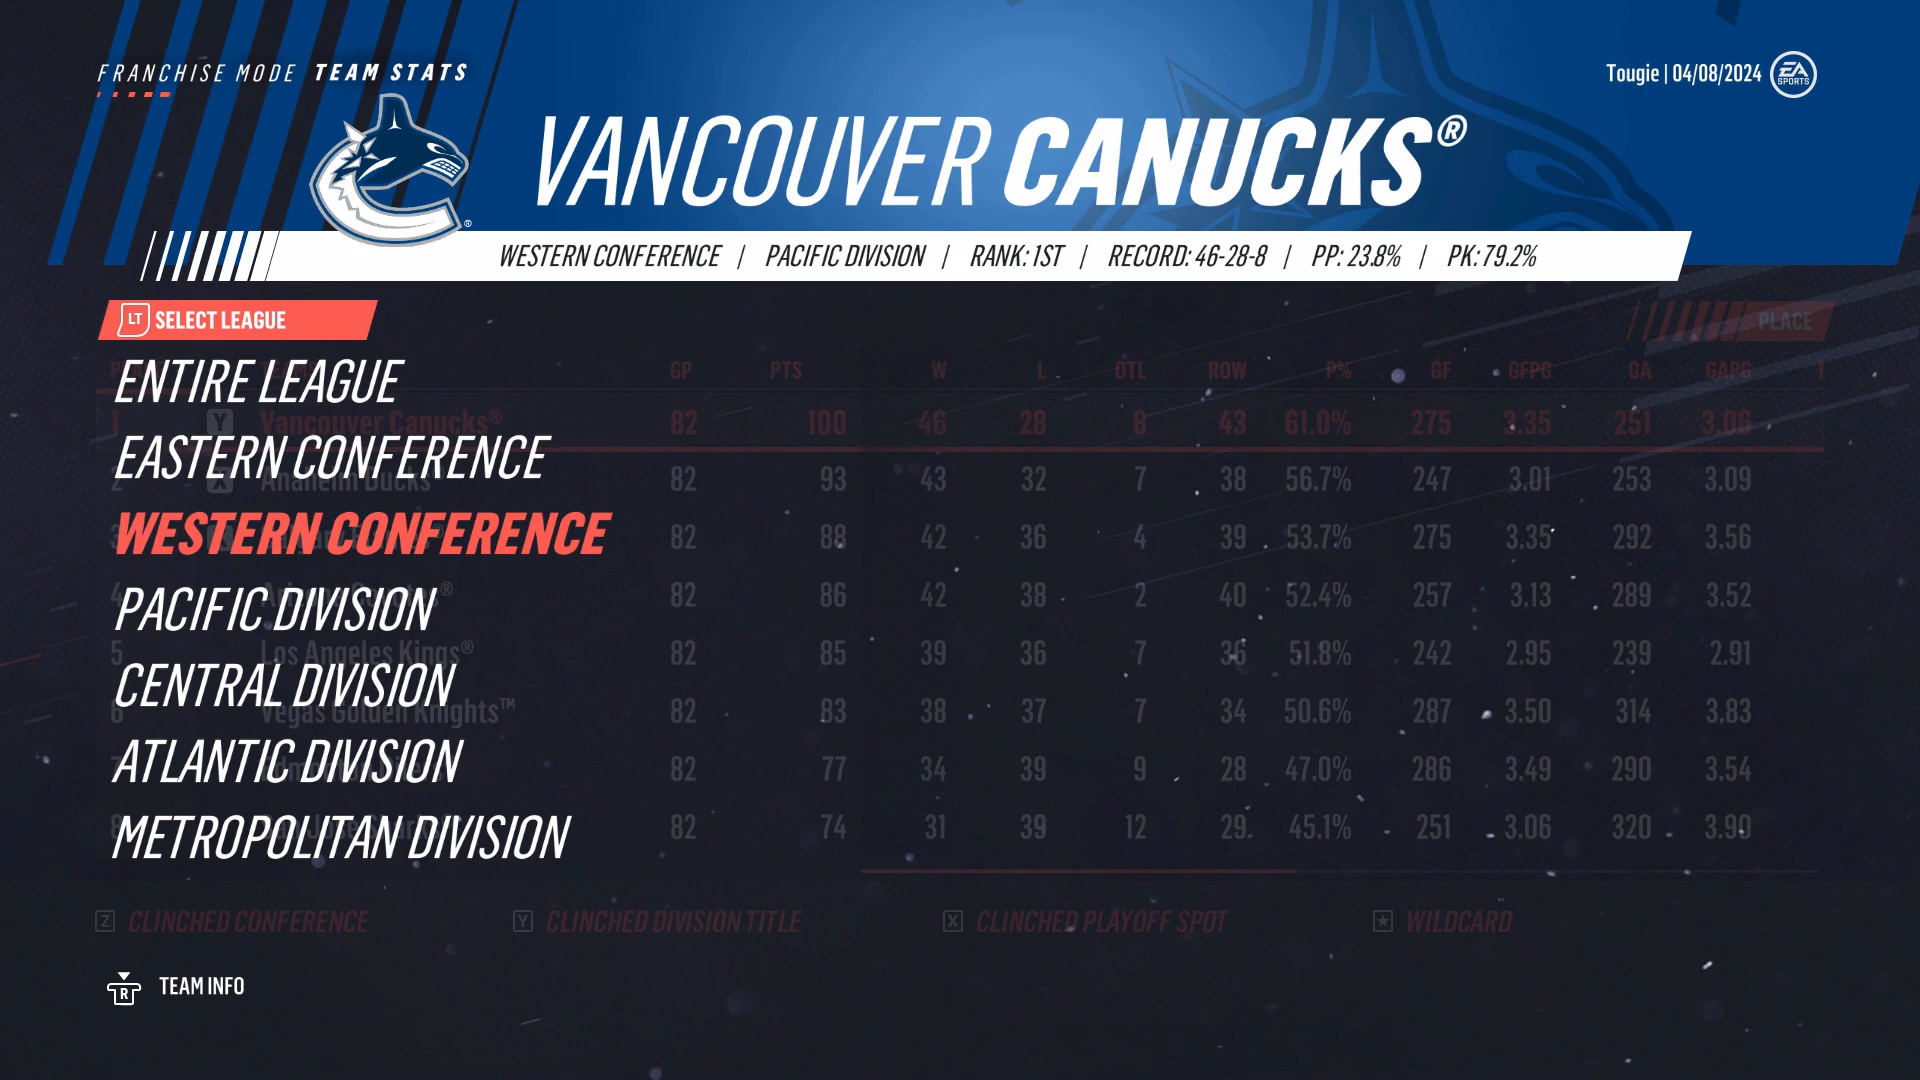 FRANCHISE MODE TEAM STATS
Tougie | 04/08/2024
EA SPORTS
VANCOUVER CANUCKS®
WESTERN CONFERENCE | PACIFIC DIVISION | RANK: 1ST | RECORD: 46-28-8 | PP: 23.8% | PK: 79.2%
LT SELECT LEAGUE
PLACE
ENTIRE LEAGUE
GP PTS W L OTL ROW P% GF GFPG GA GAPG
1 Y Vancouver Canucks® 82 100 46 28 8 43 61.0% 275 3.35 251 3.06
EASTERN CONFERENCE
2 X Anaheim Ducks® 82 93 43 32 7 38 56.7% 247 3.01 253 3.09
WESTERN CONFERENCE
3 82 88 42 36 4 39 53.7% 275 3.35 292 3.56
PACIFIC DIVISION
4 82 86 42 38 2 40 52.4% 257 3.13 289 3.52
5 Los Angeles Kings® 82 85 39 36 7 36 51.8% 242 2.95 239 2.91
CENTRAL DIVISION
6 Vegas Golden Knights™ 82 83 38 37 7 34 50.6% 287 3.50 314 3.83
ATLANTIC DIVISION
82 77 34 39 9 28 47.0% 286 3.49 290 3.54
METROPOLITAN DIVISION
8 82 74 31 39 12 29 45.1% 251 3.06 320 3.90
Z CLINCHED CONFERENCE Y CLINCHED DIVISION TITLE X CLINCHED PLAYOFF SPOT ★ WILDCARD
R TEAM INFO